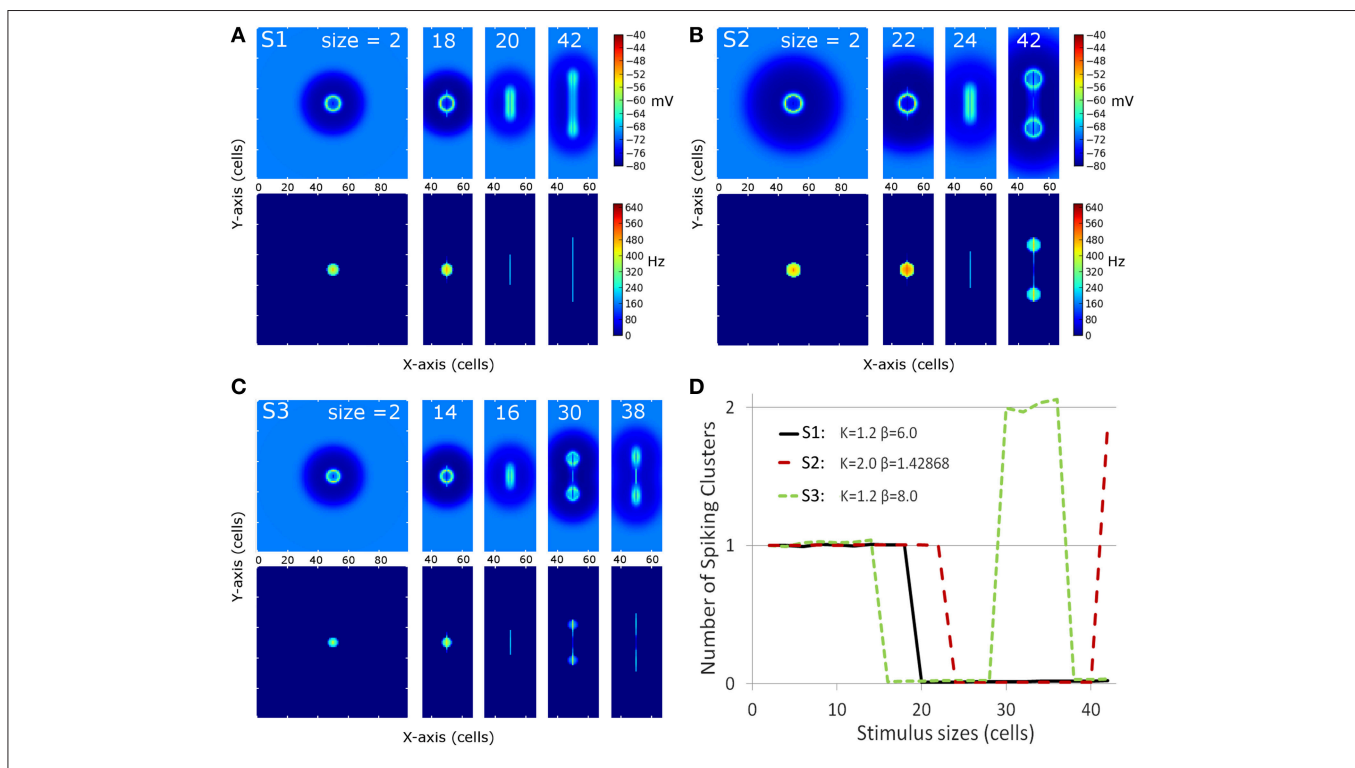 A
S1 size = 2 18 20 42
−40
−44
−48
−52
−56
−60
−64
−68
−72
−76
−80
mV
0 20 40 60 80 40 60 40 60 40 60
640
560
480
400
320
240
160
80
0
Hz
Y-axis (cells)
X-axis (cells)
B
S2 size = 2 22 24 42
−40
−44
−48
−52
−56
−60
−64
−68
−72
−76
−80
mV
0 20 40 60 80 40 60 40 60 40 60
640
560
480
400
320
240
160
80
0
Hz
Y-axis (cells)
X-axis (cells)
C
S3 size =2 14 16 30 38
0 20 40 60 80 40 60 40 60 40 60 40 60
Y-axis (cells)
X-axis (cells)
D
Number of Spiking Clusters
2
1
0
S1: K=1.2 β=6.0
S2: K=2.0 β=1.42868
S3: K=1.2 β=8.0
0 10 20 30 40
Stimulus sizes (cells)